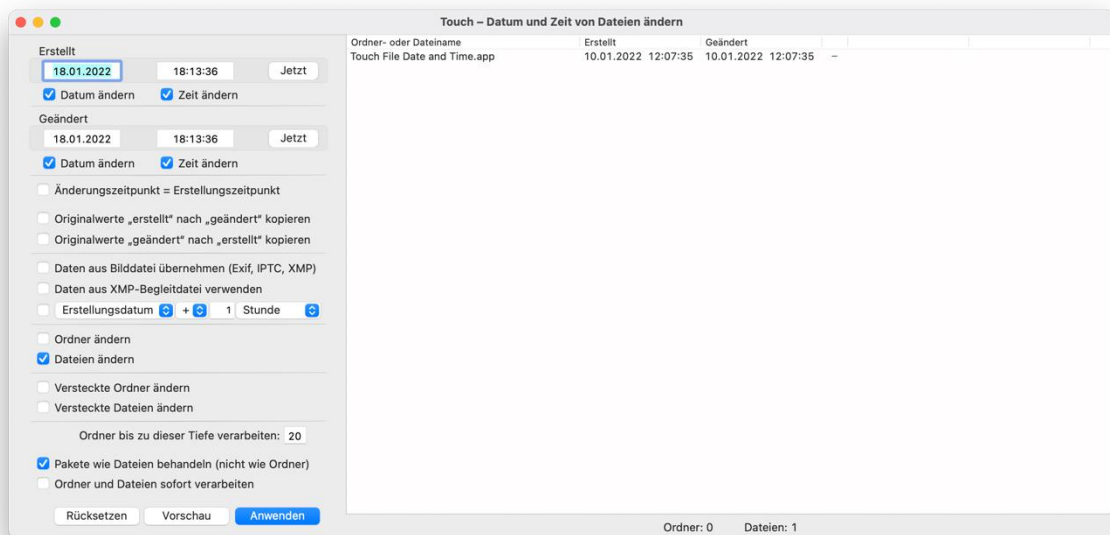 Touch – Datum und Zeit von Dateien ändern
Erstellt
18.01.2022 18:13:36 Jetzt
Datum ändern Zeit ändern
Geändert
18.01.2022 18:13:36 Jetzt
Datum ändern Zeit ändern
Änderungszeitpunkt = Erstellungszeitpunkt
Originalwerte „erstellt“ nach „geändert“ kopieren
Originalwerte „geändert“ nach „erstellt“ kopieren
Daten aus Bilddatei übernehmen (Exif, IPTC, XMP)
Daten aus XMP-Begleitdatei verwenden
Erstellungsdatum + 1 Stunde
Ordner ändern
Dateien ändern
Versteckte Ordner ändern
Versteckte Dateien ändern
Ordner bis zu dieser Tiefe verarbeiten: 20
Pakete wie Dateien behandeln (nicht wie Ordner)
Ordner und Dateien sofort verarbeiten
Rücksetzen Vorschau Anwenden
Ordner- oder Dateiname Erstellt Geändert
Touch File Date and Time.app 10.01.2022 12:07:35 10.01.2022 12:07:35 –
Ordner: 0 Dateien: 1